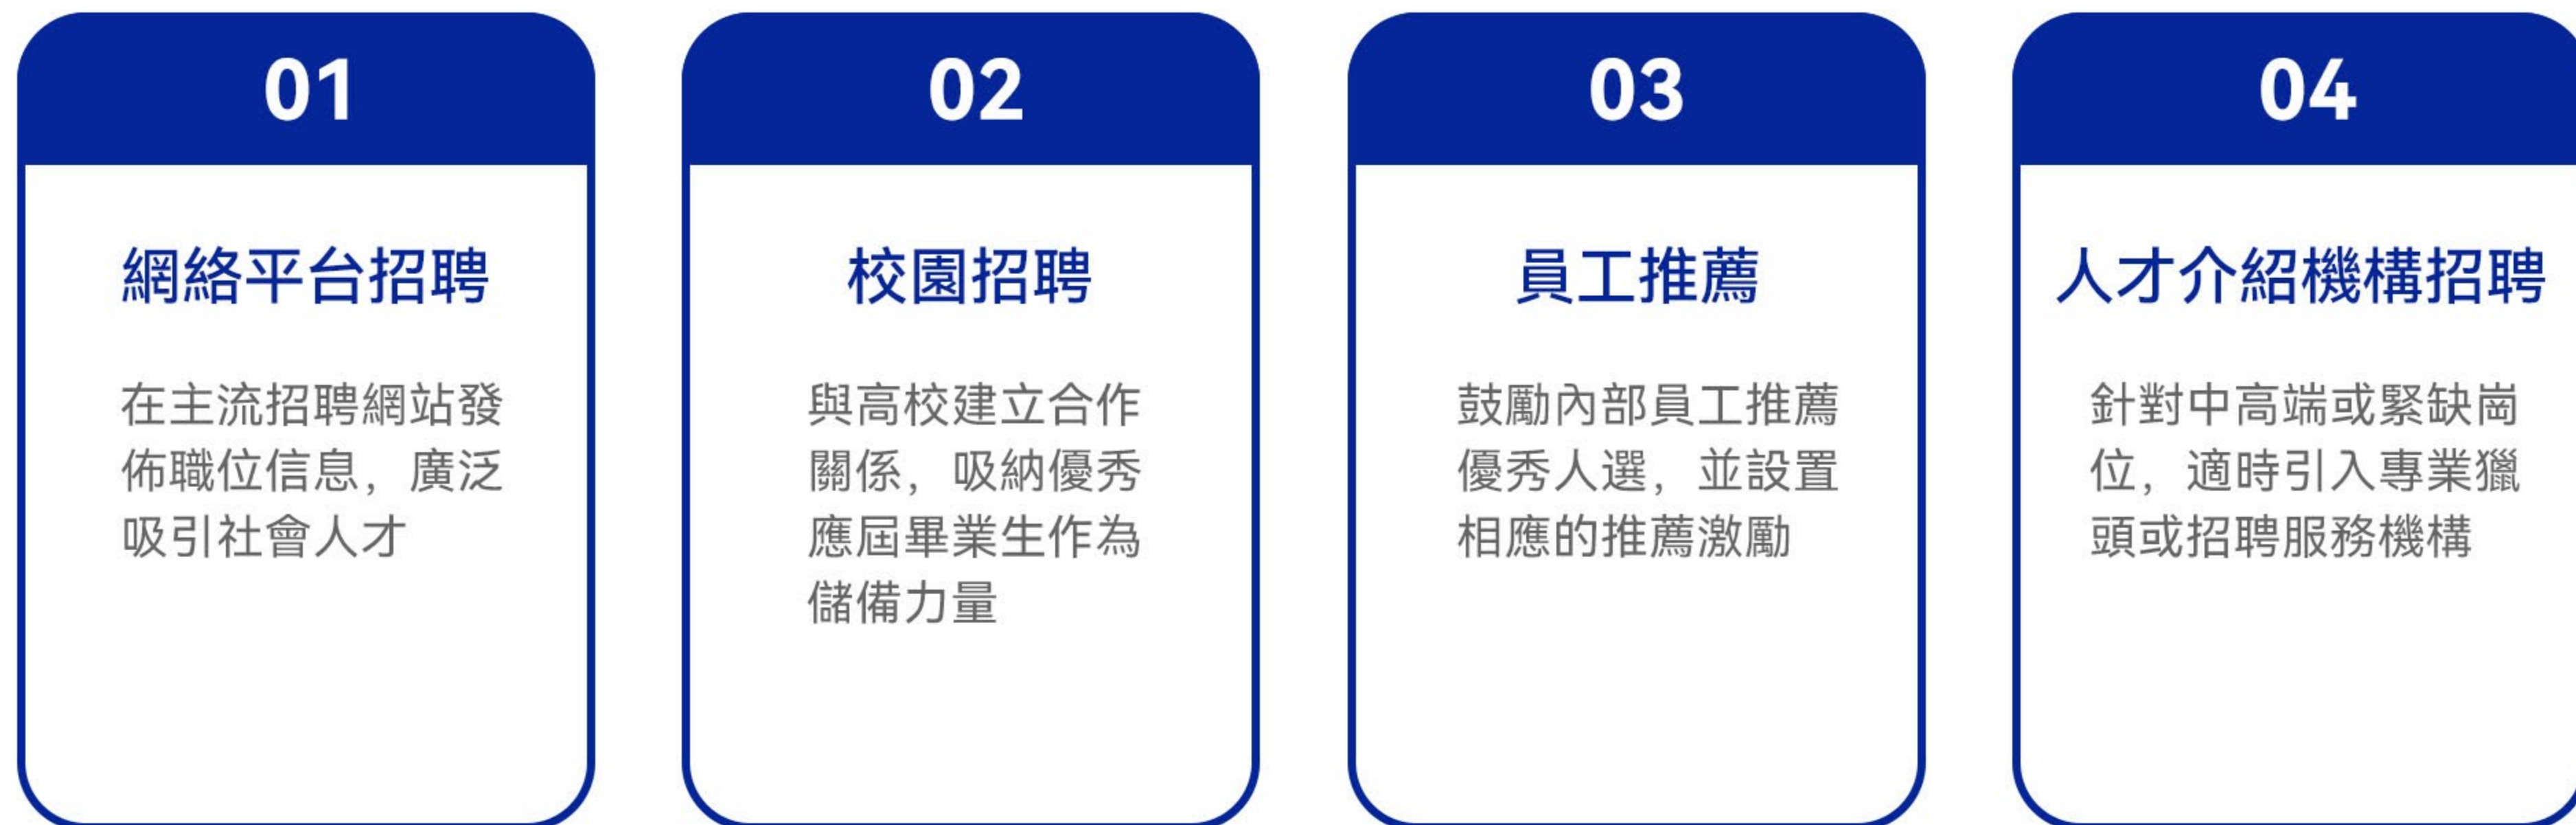 01
網絡平台招聘
在主流招聘網站發
佈職位信息，廣泛
吸引社會人才
02
校園招聘
與高校建立合作
關係，吸納優秀
應屆畢業生作為
儲備力量
03
員工推薦
鼓勵內部員工推薦
優秀人選，並設置
相應的推薦激勵
04
人才介紹機構招聘
針對中高端或緊缺崗
位，適時引入專業獵
頭或招聘服務機構